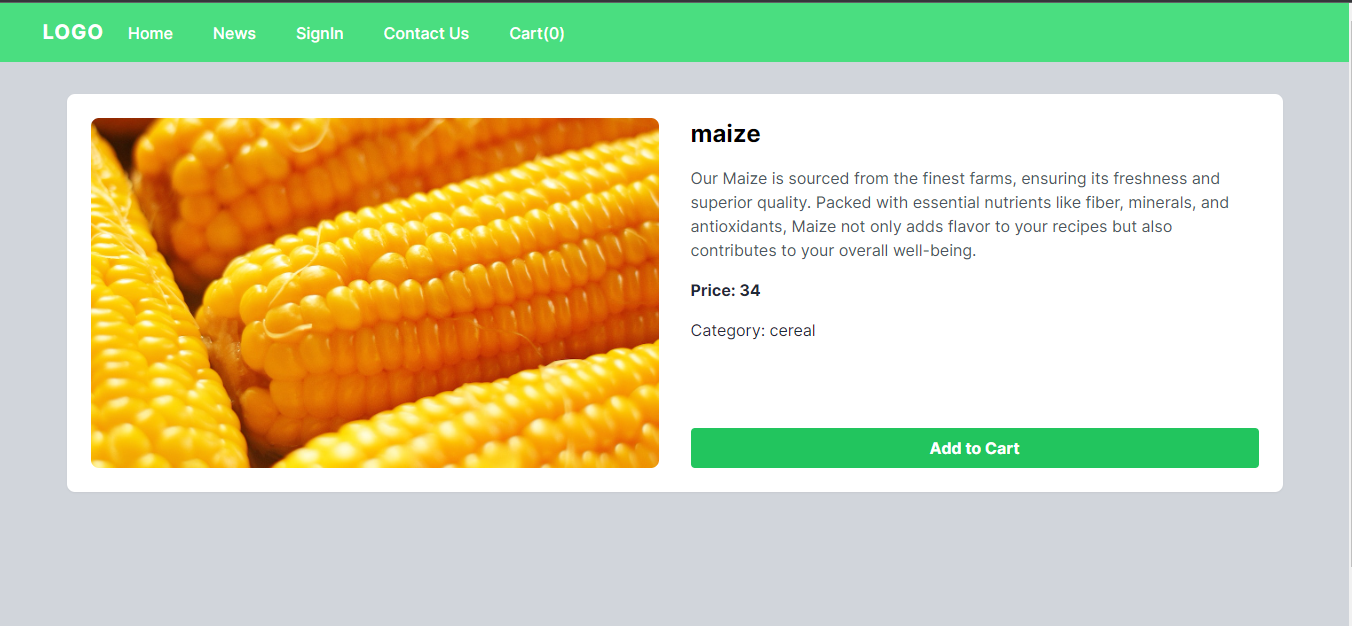 LOGO Home News SignIn Contact Us Cart(0)
maize
Our Maize is sourced from the finest farms, ensuring its freshness and
superior quality. Packed with essential nutrients like fiber, minerals, and
antioxidants, Maize not only adds flavor to your recipes but also
contributes to your overall well-being.
Price: 34
Category: cereal
Add to Cart